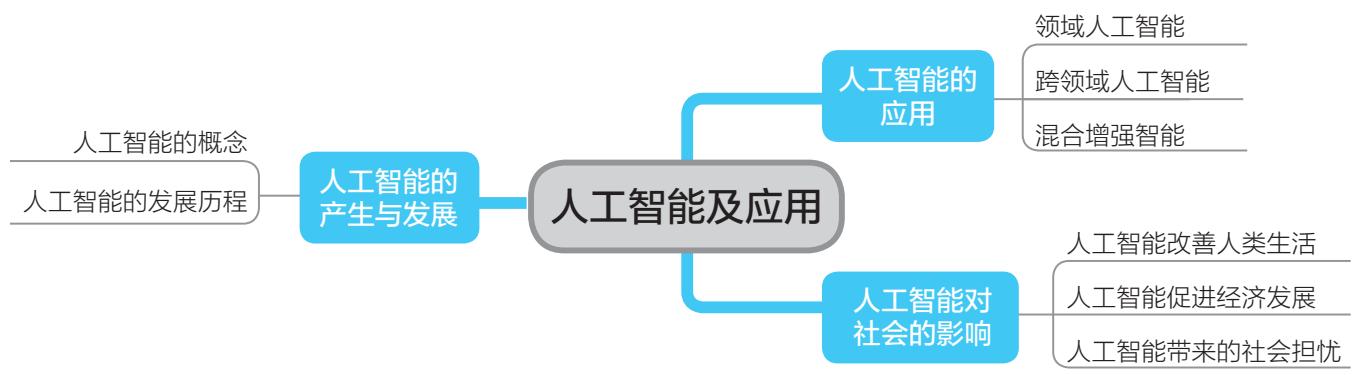 人工智能及应用
人工智能的
产生与发展
人工智能的概念
人工智能的发展历程
人工智能的
应用
领域人工智能
跨领域人工智能
混合增强智能
人工智能对
社会的影响
人工智能改善人类生活
人工智能促进经济发展
人工智能带来的社会担忧